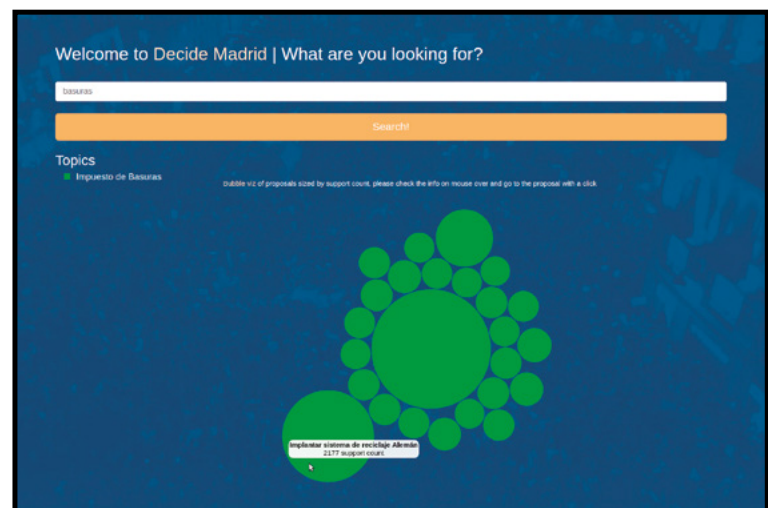 Welcome to Decide Madrid | What are you looking for?
basuras
Search!
Topics
Impuesto de Basuras
Bubble viz of proposals sized by support count, please check the info on mouse over and go to the proposal with a click
Implantar sistema de reciclaje Alemán
2177 support count